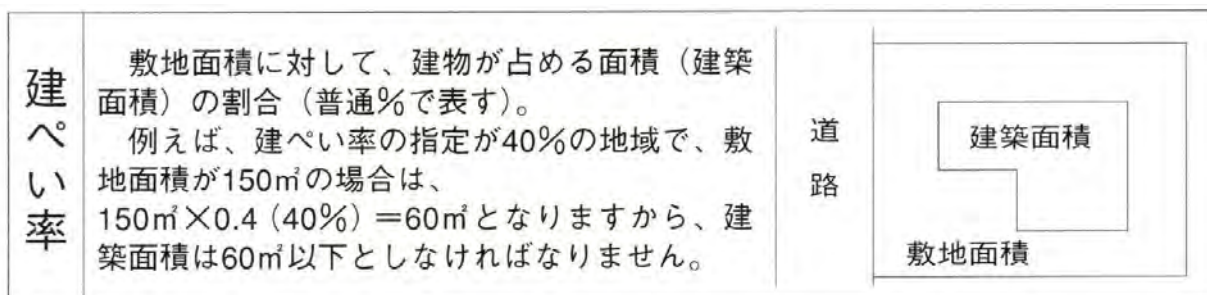 建ぺい率
　敷地面積に対して、建物が占める面積（建築
面積）の割合（普通％で表す）。
　例えば、建ぺい率の指定が40％の地域で、敷
地面積が150㎡の場合は、
150㎡×0.4（40％）＝60㎡となりますから、建
築面積は60㎡以下としなければなりません。
道路
建築面積
敷地面積